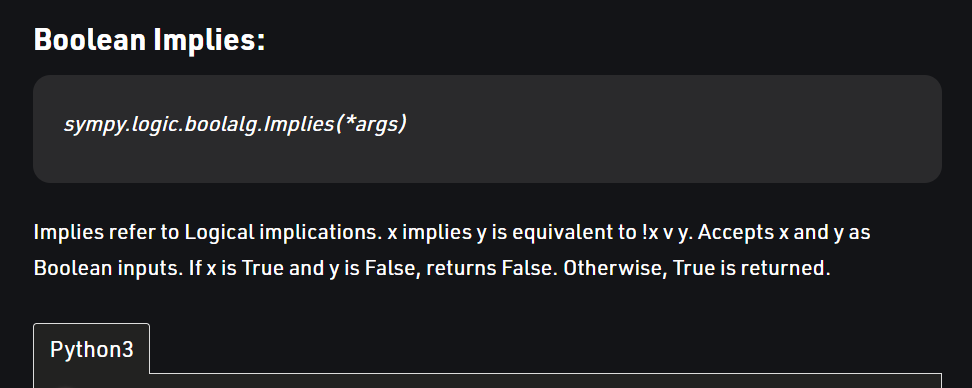 Boolean Implies:
sympy.logic.boolalg.Implies(*args)
Implies refer to Logical implications. x implies y is equivalent to !x v y. Accepts x and y as
Boolean inputs. If x is True and y is False, returns False. Otherwise, True is returned.
Python3